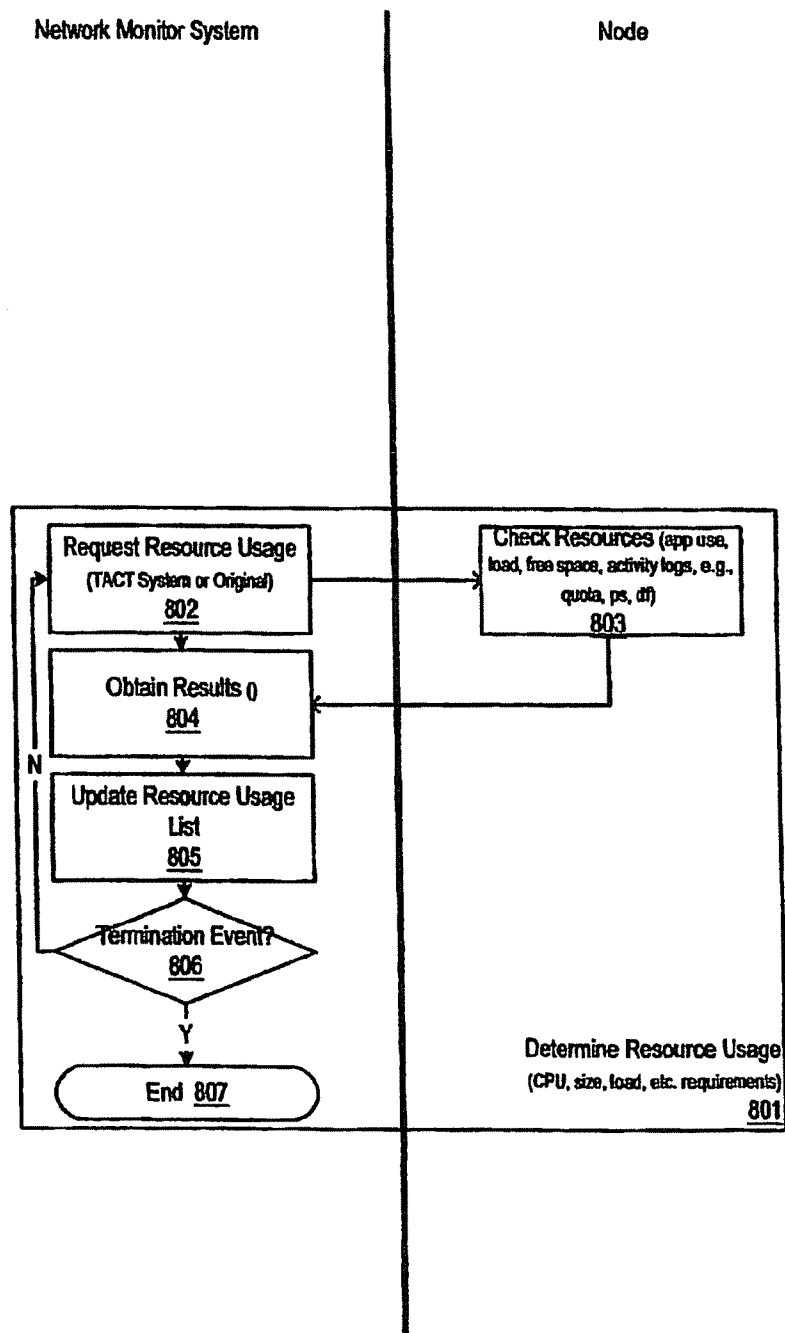 Network Monitor System
Node
Request Resource Usage
(TACT System or Original)
802
Check Resources (app use,
load, free space, activity logs, e.g.,
quota, ps, df)
803
Obtain Results ()
804
N
Update Resource Usage
List
805
Termination Event?
806
Y
End 807
Determine Resource Usage
(CPU, size, load, etc. requirements)
801